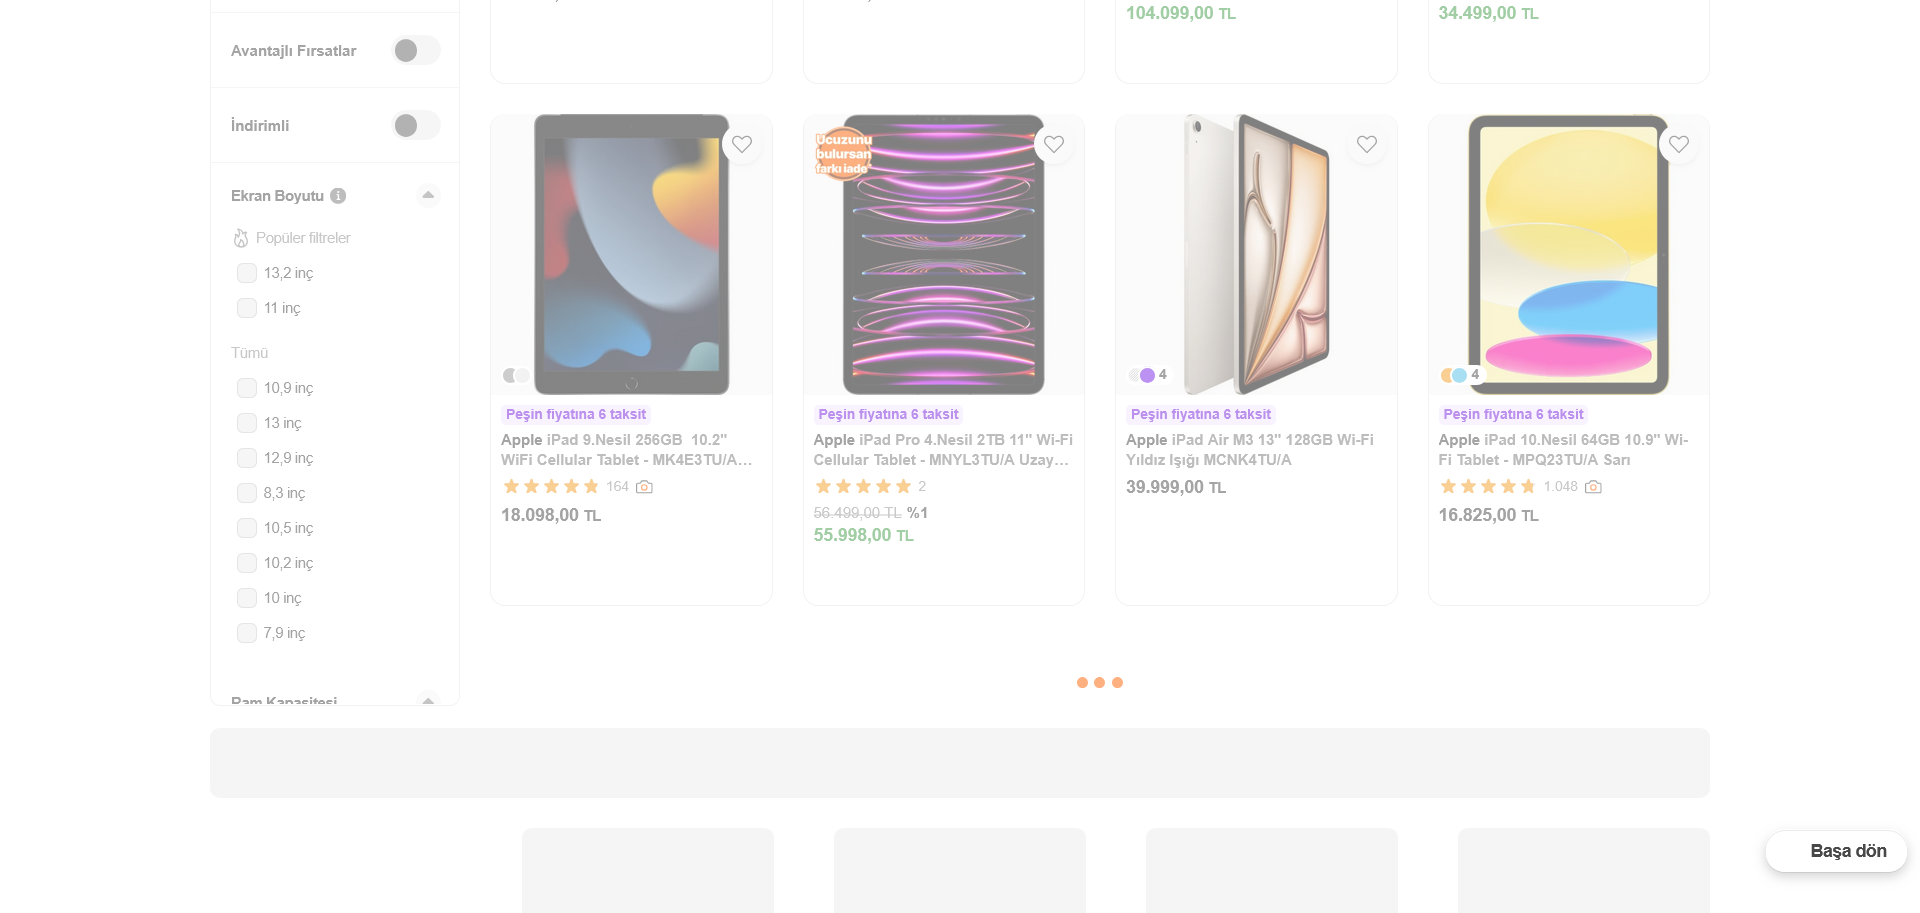 104.099,00 TL
34.499,00 TL
Avantajlı Fırsatlar
İndirimli
Ekran Boyutu
Popüler filtreler
13,2 inç
11 inç
Tümü
10,9 inç
13 inç
12,9 inç
8,3 inç
10,5 inç
10,2 inç
10 inç
7,9 inç
Ram Kapasitesi
Peşin fiyatına 6 taksit
Apple iPad 9.Nesil 256GB 10.2"
WiFi Cellular Tablet - MK4E3TU/A…
164
18.098,00 TL
Ucuzunu
bulursan
farkı iade
Peşin fiyatına 6 taksit
Apple iPad Pro 4.Nesil 2TB 11" Wi-Fi
Cellular Tablet - MNYL3TU/A Uzay…
2
56.499,00 TL %1
55.998,00 TL
4
Peşin fiyatına 6 taksit
Apple iPad Air M3 13" 128GB Wi-Fi
Yıldız Işığı MCNK4TU/A
39.999,00 TL
4
Peşin fiyatına 6 taksit
Apple iPad 10.Nesil 64GB 10.9" Wi-
Fi Tablet - MPQ23TU/A Sarı
1.048
16.825,00 TL
Başa dön